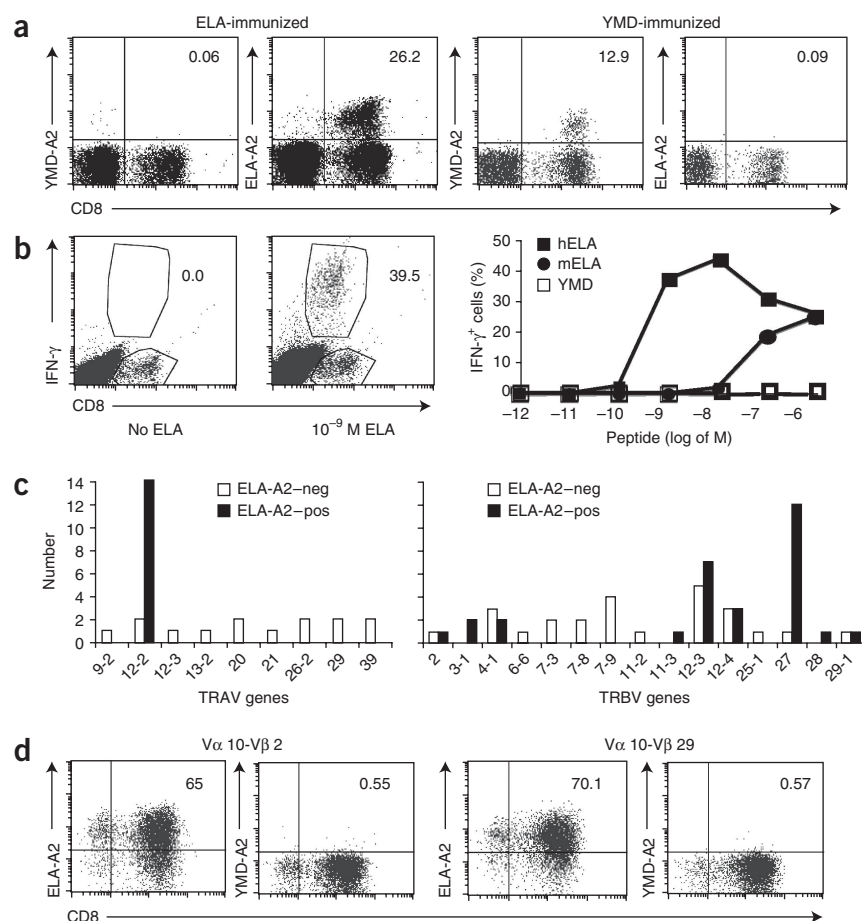 a
ELA-immunized
YMD-immunized
0.06
26.2
12.9
0.09
YMD-A2
ELA-A2
YMD-A2
ELA-A2
CD8
b
0.0
39.5
IFN-γ
CD8
No ELA
10⁻⁹ M ELA
hELA
mELA
YMD
IFN-γ⁺ cells (%)
50
40
30
20
10
0
–12 –11 –10 –9 –8 –7 –6
Peptide (log of M)
c
ELA-A2–neg
ELA-A2–pos
ELA-A2–neg
ELA-A2–pos
Number
14
12
10
8
6
4
2
0
9-2 12-2 12-3 13-2 20 21 26-2 29 39
TRAV genes
2 3-1 4-1 6-6 7-3 7-8 7-9 11-2 11-3 12-3 12-4 25-1 27 28 29-1
TRBV genes
d
Vα 10-Vβ 2
Vα 10-Vβ 29
65
0.55
70.1
0.57
ELA-A2
YMD-A2
ELA-A2
YMD-A2
CD8